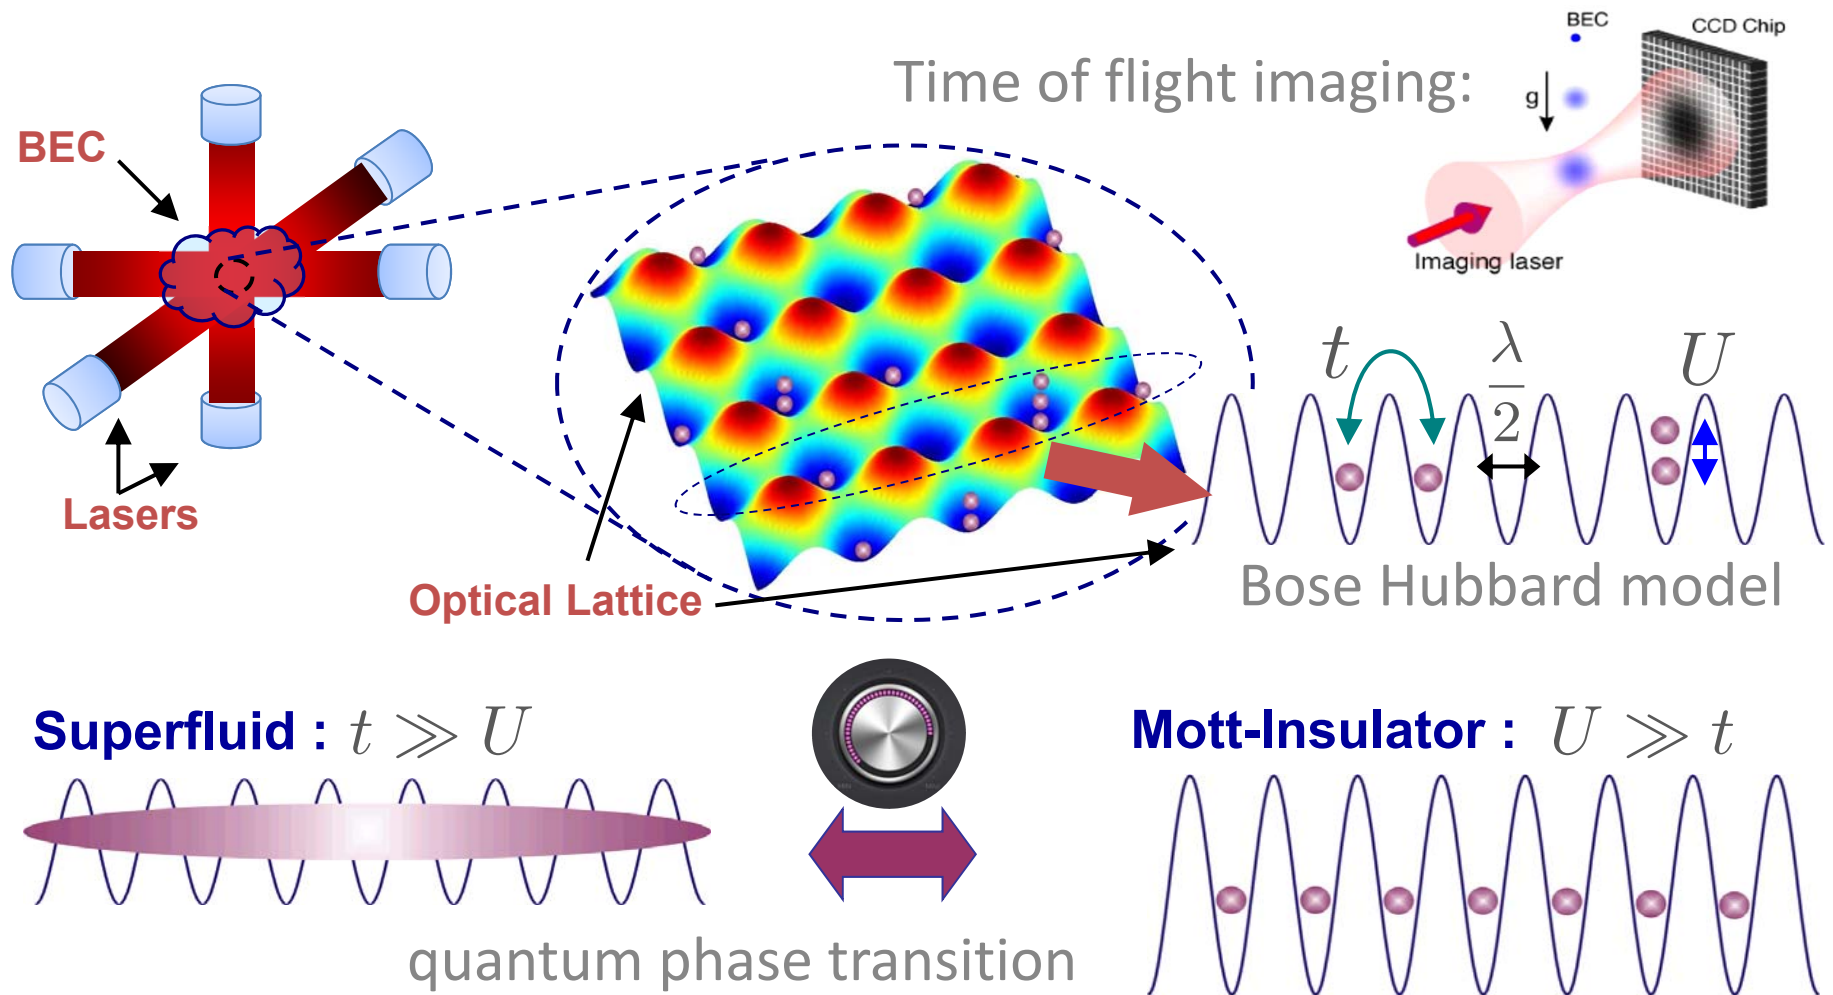 BEC
CCD Chip
Time of flight imaging:
g
BEC
Imaging laser
t
λ
2
U
Lasers
Optical Lattice
Bose Hubbard model
Superfluid : t ≫ U
Mott-Insulator : U ≫ t
quantum phase transition